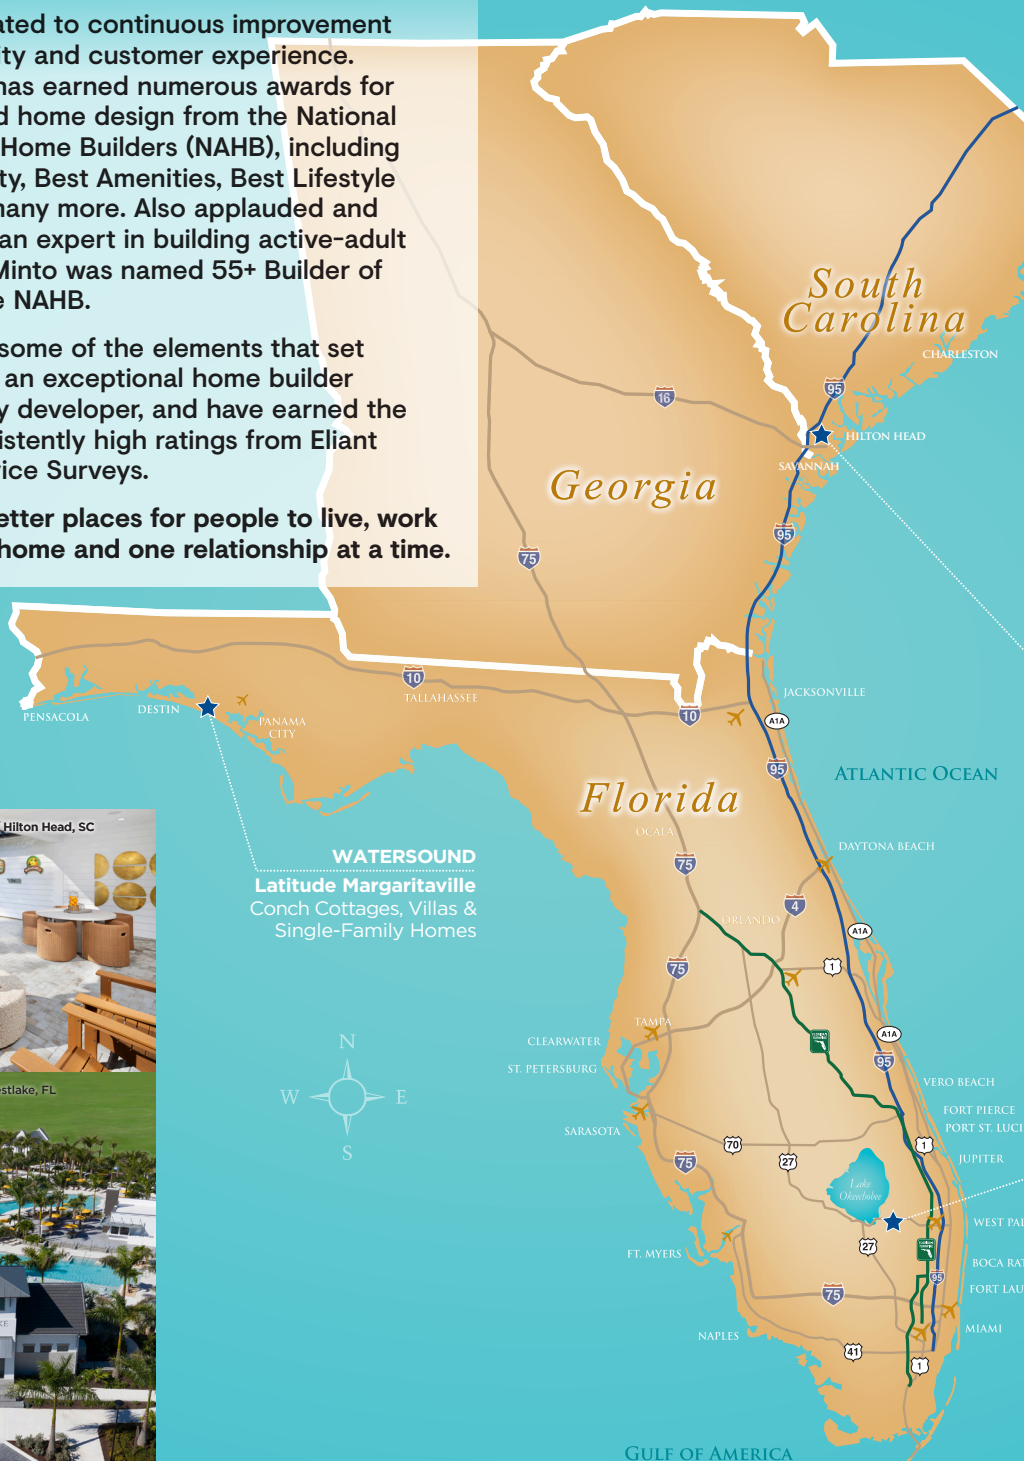 ated to continuous improvement
ity and customer experience.
has earned numerous awards for
d home design from the National
Home Builders (NAHB), including
ty, Best Amenities, Best Lifestyle
many more. Also applauded and
an expert in building active-adult
Minto was named 55+ Builder of
e NAHB.
some of the elements that set
an exceptional home builder
y developer, and have earned the
sistently high ratings from Eliant
vice Surveys.
etter places for people to live, work
home and one relationship at a time.
South
Carolina
CHARLESTON
95
16
HILTON HEAD
SAVANNAH
Georgia
95
75
10
TALLAHASSEE
JACKSONVILLE
PENSACOLA
DESTIN
PANAMA
CITY
10
A1A
95
ATLANTIC OCEAN
Florida
OCALA
Hilton Head, SC
DAYTONA BEACH
WATERSOUND
Latitude Margaritaville
Conch Cottages, Villas &
Single-Family Homes
75
4
ORLANDO
A1A
75
1
TAMPA
CLEARWATER
A1A
N
W
E
S
ST. PETERSBURG
95
estlake, FL
VERO BEACH
FORT PIERCE
PORT ST. LUCI
SARASOTA
70
1
27
75
JUPITER
Lake
Okeechobee
WEST PAL
27
FT. MYERS
BOCA RAT
95
FORT LAU
75
NAPLES
MIAMI
41
1
GULF OF AMERICA